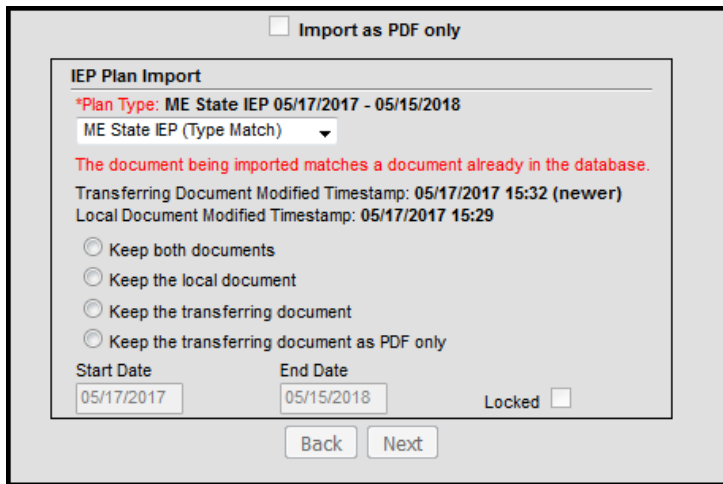 Import as PDF only
IEP Plan Import
*Plan Type: ME State IEP 05/17/2017 - 05/15/2018
ME State IEP (Type Match)
The document being imported matches a document already in the database.
Transferring Document Modified Timestamp: 05/17/2017 15:32 (newer)
Local Document Modified Timestamp: 05/17/2017 15:29
Keep both documents
Keep the local document
Keep the transferring document
Keep the transferring document as PDF only
Start Date End Date
05/17/2017 05/15/2018 Locked
Back Next